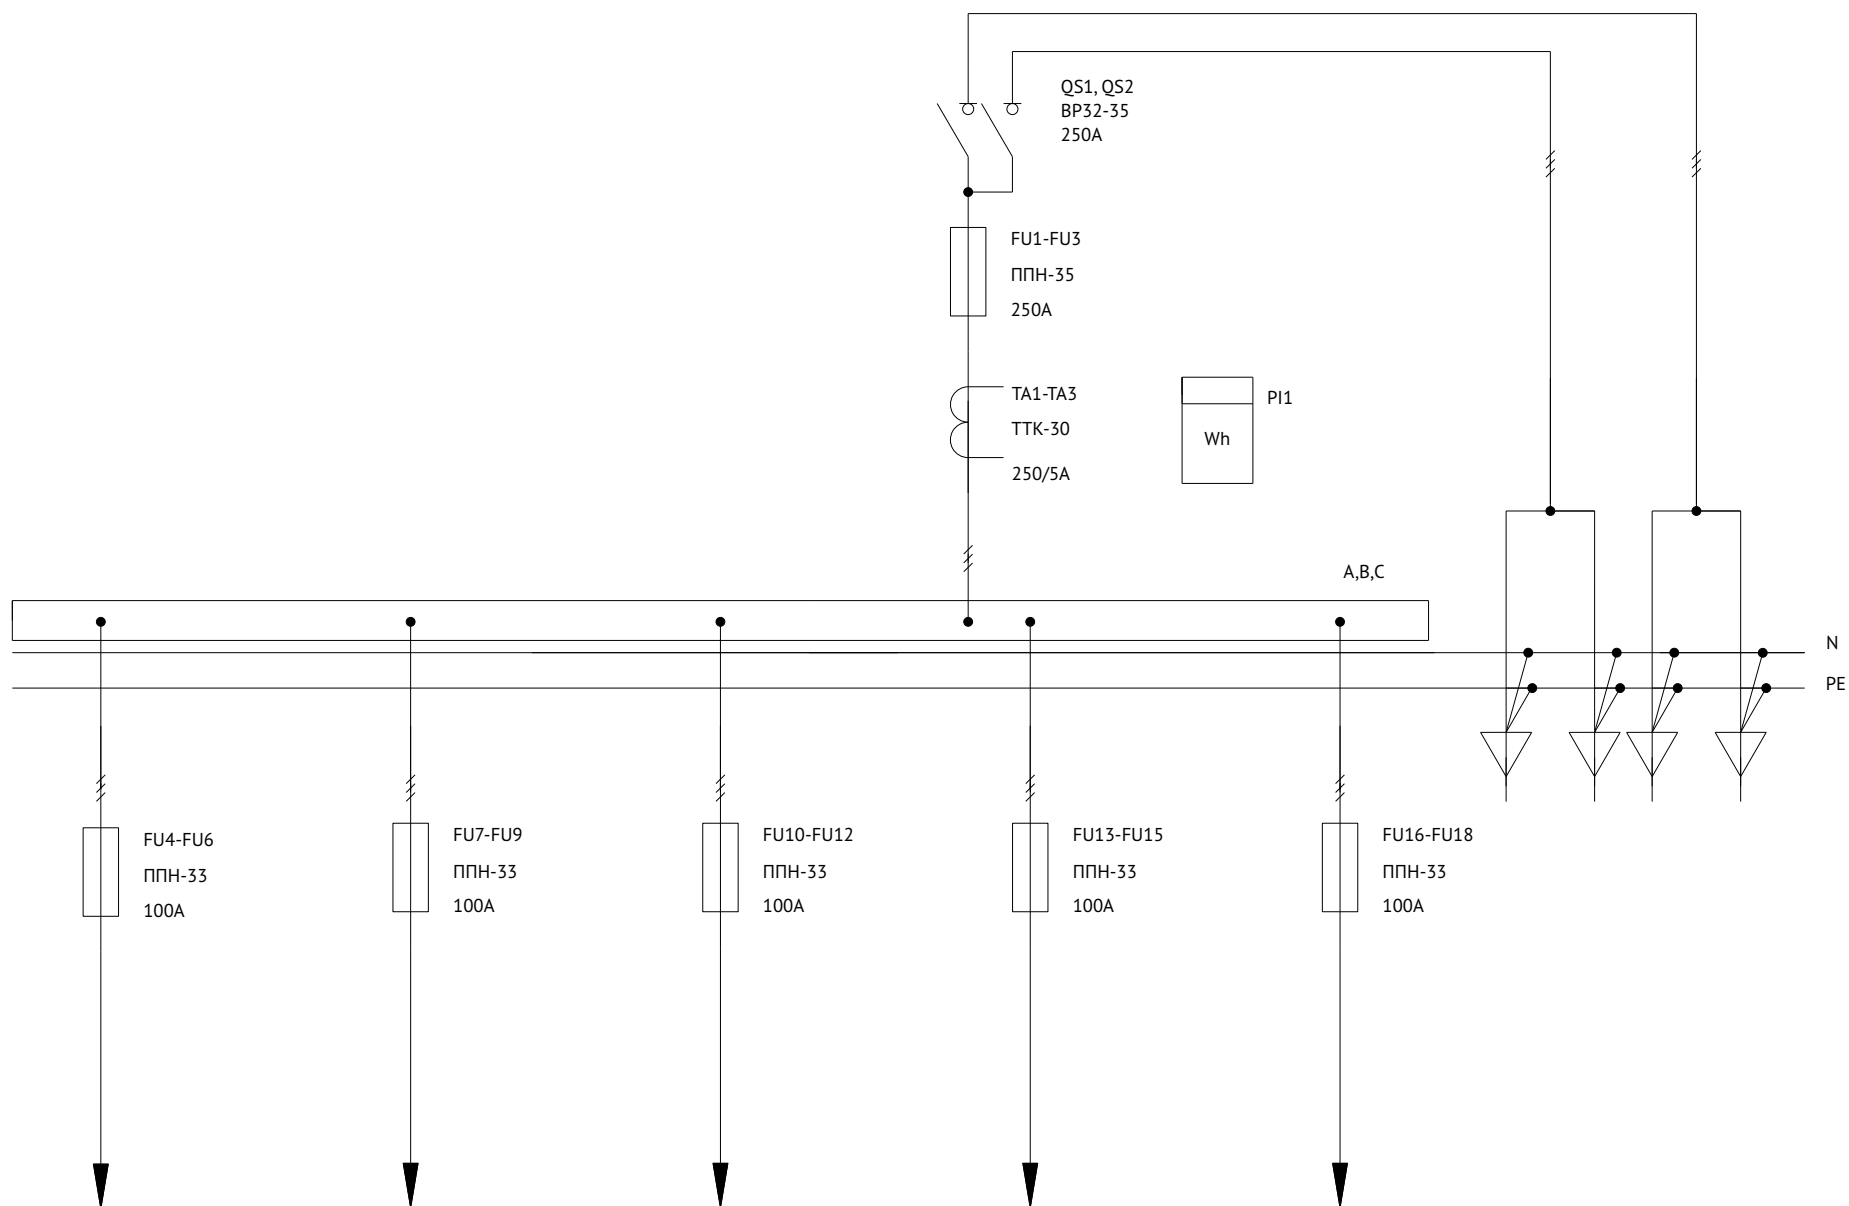 QS1, QS2
ВР32-35
250А
FU1-FU3
ППН-35
250А
ТА1-ТА3
ТТК-30
250/5А
PI1
Wh
А,В,С
N
PE
FU4-FU6
ППН-33
100А
FU7-FU9
ППН-33
100А
FU10-FU12
ППН-33
100А
FU13-FU15
ППН-33
100А
FU16-FU18
ППН-33
100А